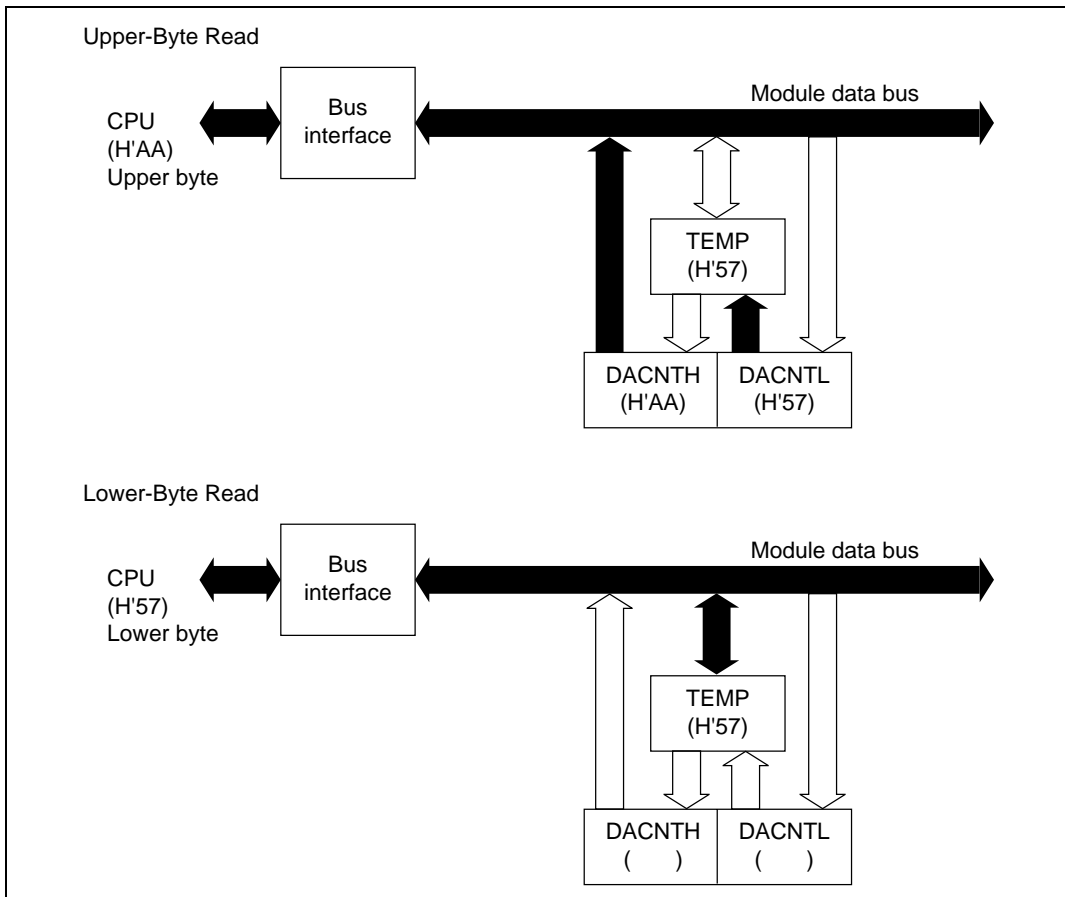 Upper-Byte Read
CPU
(H'AA)
Upper byte
Bus
interface
Module data bus
TEMP
(H'57)
DACNTH
(H'AA)
DACNTL
(H'57)
Lower-Byte Read
CPU
(H'57)
Lower byte
Bus
interface
Module data bus
TEMP
(H'57)
DACNTH
(    )
DACNTL
(    )